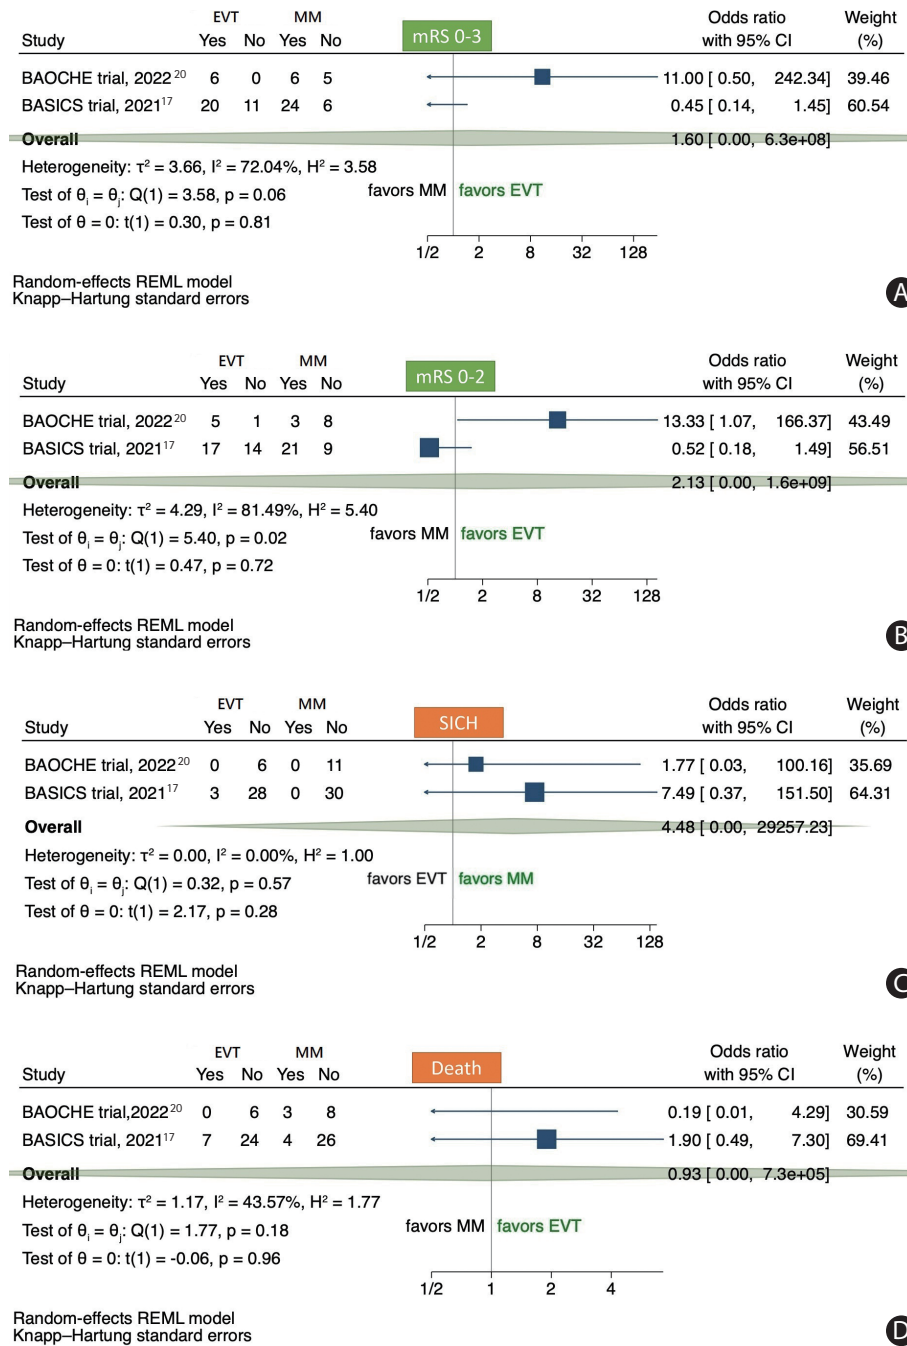 EVT MM Odds ratio Weight
Study Yes No Yes No mRS 0-3 with 95% CI (%)
BAOCHE trial, 2022²⁰ 6 0 6 5 11.00 [ 0.50, 242.34] 39.46
BASICS trial, 2021¹⁷ 20 11 24 6 0.45 [ 0.14, 1.45] 60.54
Overall 1.60 [ 0.00, 6.3e+08]
Heterogeneity: τ² = 3.66, I² = 72.04%, H² = 3.58
Test of θᵢ = θⱼ: Q(1) = 3.58, p = 0.06 favors MM favors EVT
Test of θ = 0: t(1) = 0.30, p = 0.81
1/2 2 8 32 128
Random-effects REML model
Knapp–Hartung standard errors
A
EVT MM Odds ratio Weight
Study Yes No Yes No mRS 0-2 with 95% CI (%)
BAOCHE trial, 2022²⁰ 5 1 3 8 13.33 [ 1.07, 166.37] 43.49
BASICS trial, 2021¹⁷ 17 14 21 9 0.52 [ 0.18, 1.49] 56.51
Overall 2.13 [ 0.00, 1.6e+09]
Heterogeneity: τ² = 4.29, I² = 81.49%, H² = 5.40
Test of θᵢ = θⱼ: Q(1) = 5.40, p = 0.02 favors MM favors EVT
Test of θ = 0: t(1) = 0.47, p = 0.72
1/2 2 8 32 128
Random-effects REML model
Knapp–Hartung standard errors
B
EVT MM Odds ratio Weight
Study Yes No Yes No SICH with 95% CI (%)
BAOCHE trial, 2022²⁰ 0 6 0 11 1.77 [ 0.03, 100.16] 35.69
BASICS trial, 2021¹⁷ 3 28 0 30 7.49 [ 0.37, 151.50] 64.31
Overall 4.48 [ 0.00, 29257.23]
Heterogeneity: τ² = 0.00, I² = 0.00%, H² = 1.00
Test of θᵢ = θⱼ: Q(1) = 0.32, p = 0.57 favors EVT favors MM
Test of θ = 0: t(1) = 2.17, p = 0.28
1/2 2 8 32 128
Random-effects REML model
Knapp–Hartung standard errors
C
EVT MM Odds ratio Weight
Study Yes No Yes No Death with 95% CI (%)
BAOCHE trial,2022²⁰ 0 6 3 8 0.19 [ 0.01, 4.29] 30.59
BASICS trial, 2021¹⁷ 7 24 4 26 1.90 [ 0.49, 7.30] 69.41
Overall 0.93 [ 0.00, 7.3e+05]
Heterogeneity: τ² = 1.17, I² = 43.57%, H² = 1.77
Test of θᵢ = θⱼ: Q(1) = 1.77, p = 0.18 favors MM favors EVT
Test of θ = 0: t(1) = -0.06, p = 0.96
1/2 1 2 4
Random-effects REML model
Knapp–Hartung standard errors
D